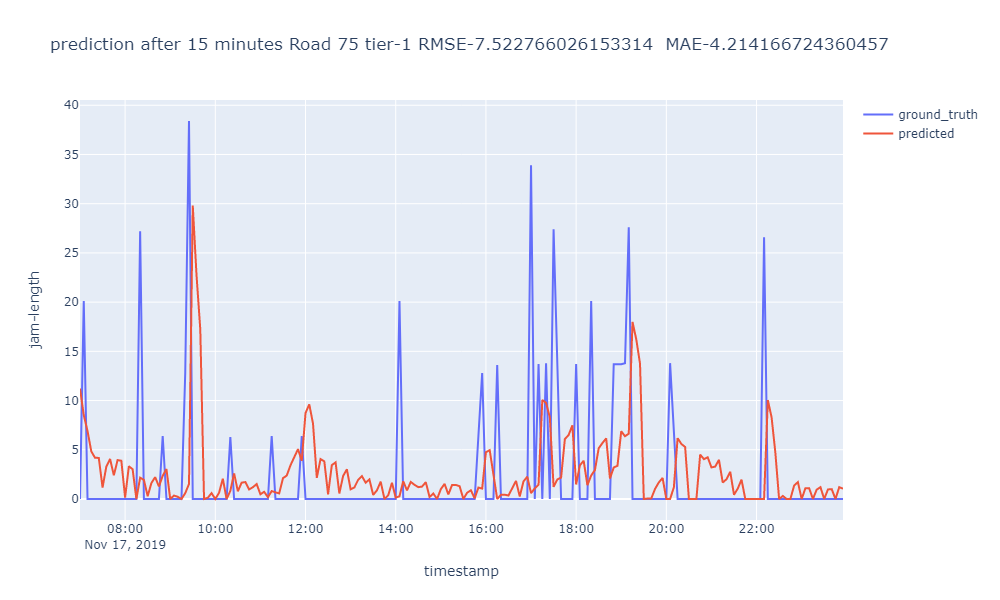 prediction after 15 minutes Road 75 tier-1 RMSE-7.522766026153314  MAE-4.214166724360457
ground_truth
predicted
jam-length
40
35
30
25
20
15
10
5
0
08:00 10:00 12:00 14:00 16:00 18:00 20:00 22:00
Nov 17, 2019
timestamp